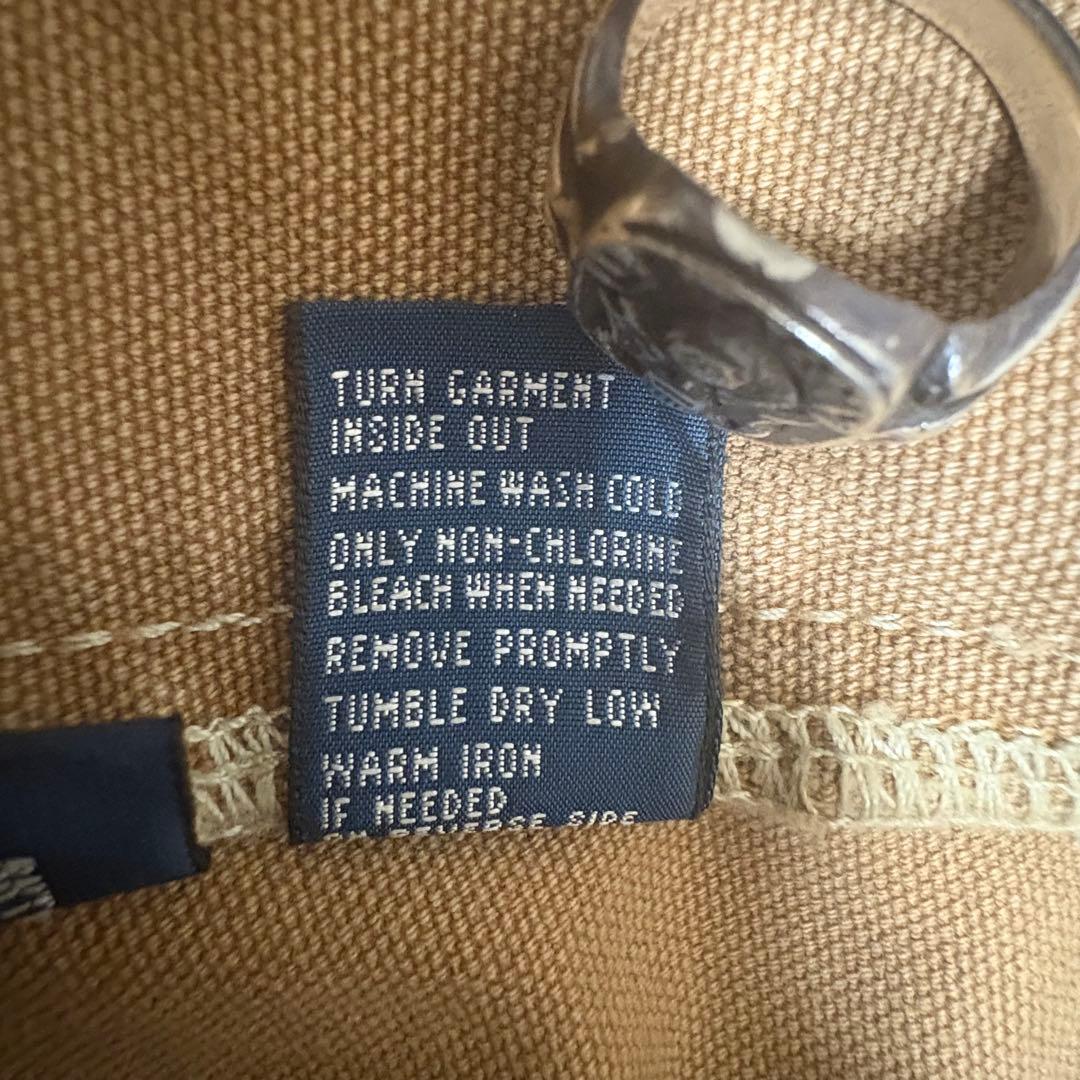 TURN GARMENT
INSIDE OUT
MACHINE WASH COLD
ONLY NON-CHLORINE
BLEACH WHEN NEEDED
REMOVE PROMPTLY
TUMBLE DRY LOW
WARM IRON
IF NEEDED
SIDE